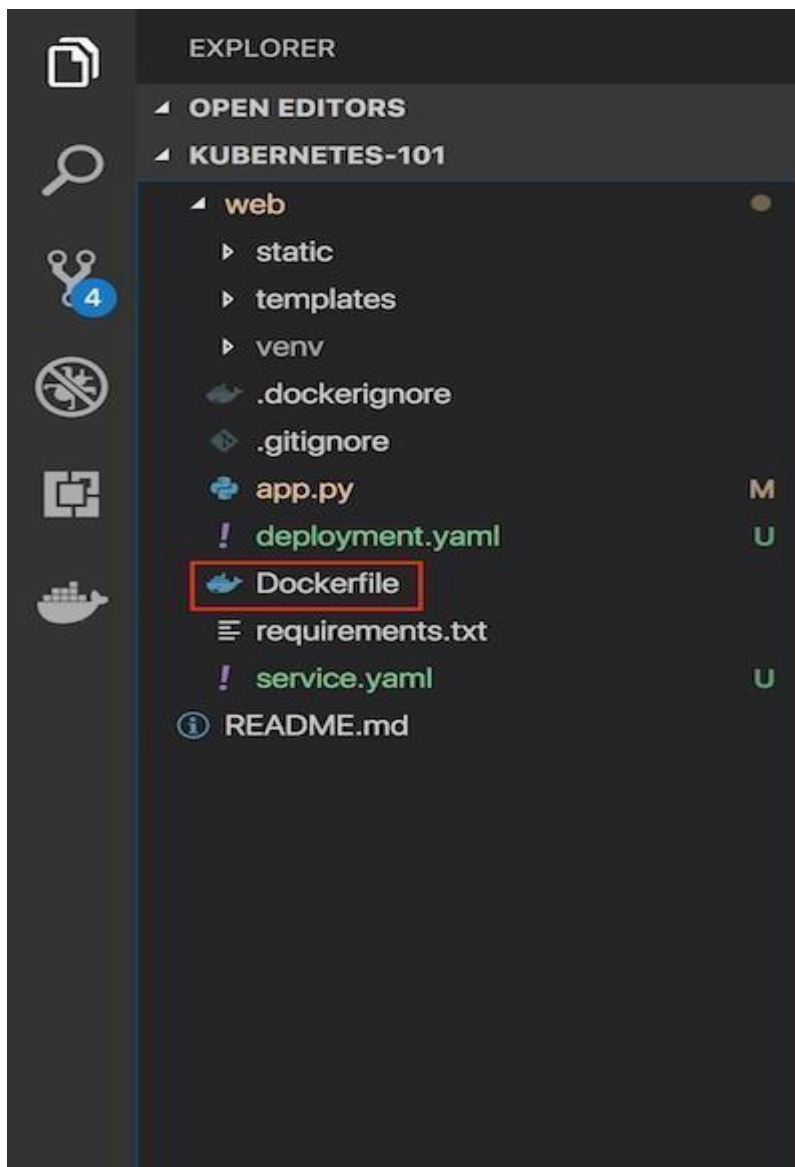 EXPLORER
OPEN EDITORS
KUBERNETES-101
web
static
templates
4
venv
.dockerignore
.gitignore
app.py M
deployment.yaml U
Dockerfile
requirements.txt
service.yaml U
README.md